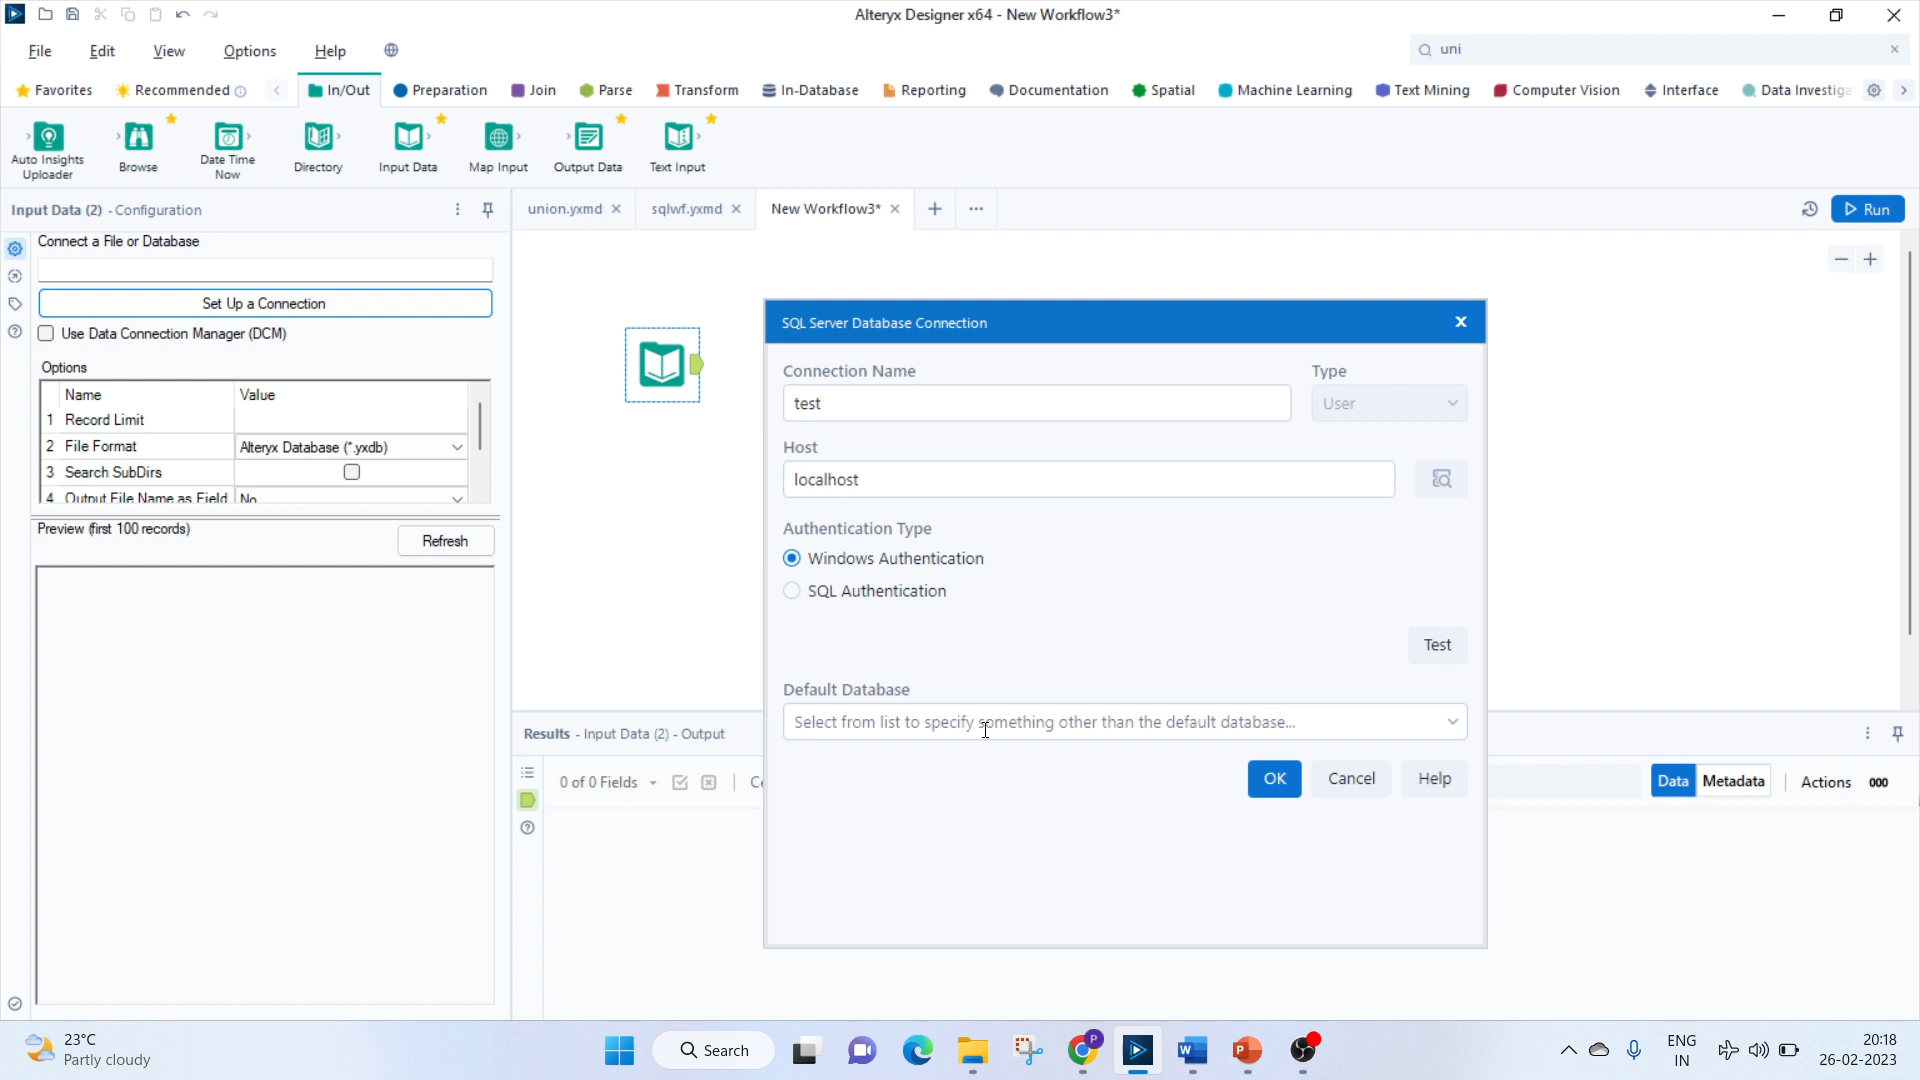 Alteryx Designer x64 - New Workflow3*
File Edit View Options Help
uni
Favorites Recommended In/Out Preparation Join Parse Transform In-Database Reporting Documentation Spatial Machine Learning Text Mining Computer Vision Interface Data Investiga
Auto Insights Uploader
Browse
Date Time Now
Directory
Input Data
Map Input
Output Data
Text Input
Input Data (2) - Configuration
union.yxmd sqlwf.yxmd New Workflow3*
Run
Connect a File or Database
Set Up a Connection
Use Data Connection Manager (DCM)
Options
Name Value
1 Record Limit
2 File Format Alteryx Database (*.yxdb)
3 Search SubDirs
4 Output File Name as Field No
Preview (first 100 records)
Refresh
SQL Server Database Connection
Connection Name Type
test User
Host
localhost
Authentication Type
Windows Authentication
SQL Authentication
Test
Default Database
Select from list to specify something other than the default database...
OK Cancel Help
Results - Input Data (2) - Output
0 of 0 Fields
Data Metadata Actions 000
23°C
Partly cloudy
Search
P
ENG
IN
20:18
26-02-2023